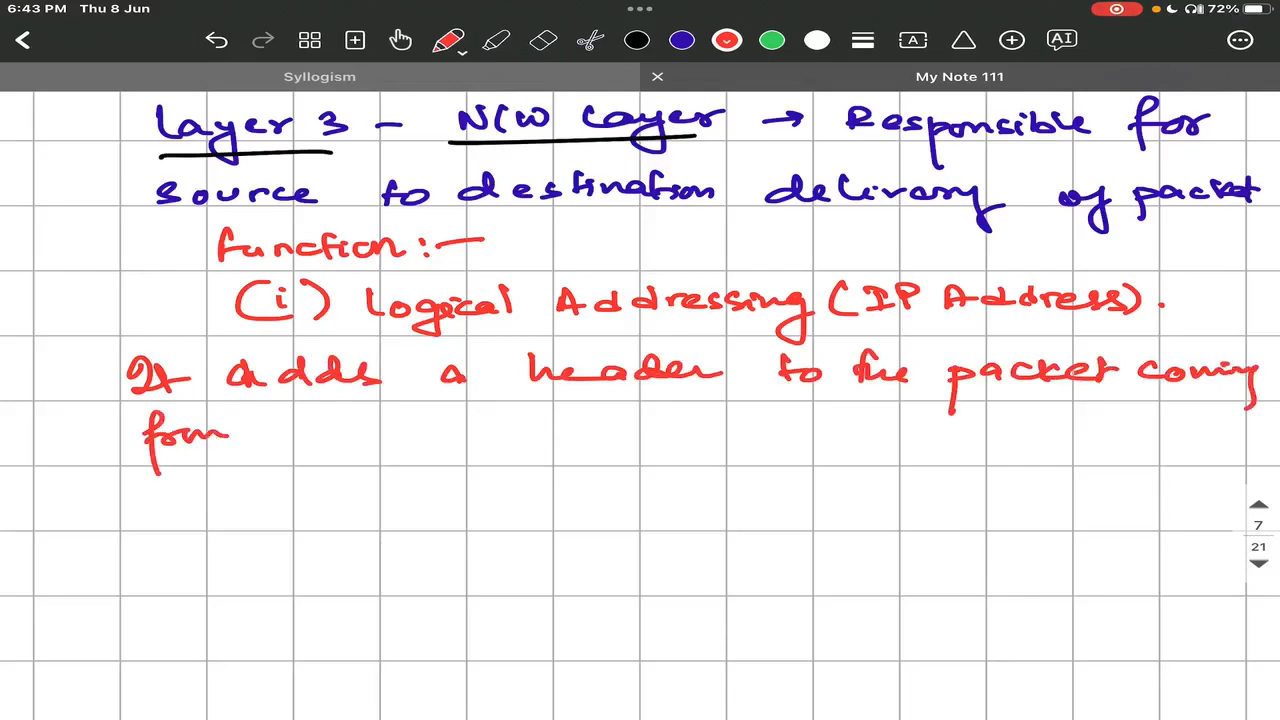 6:43 PM Thu 8 Jun
72%
A
AI
Syllogism
My Note 111
Layer 3 - N/W Layer → Responsible for
source to destination delivery of packet
function:-
(i) Logical Addressing (IP Address).
It adds a header to the packet coming
from
7
21